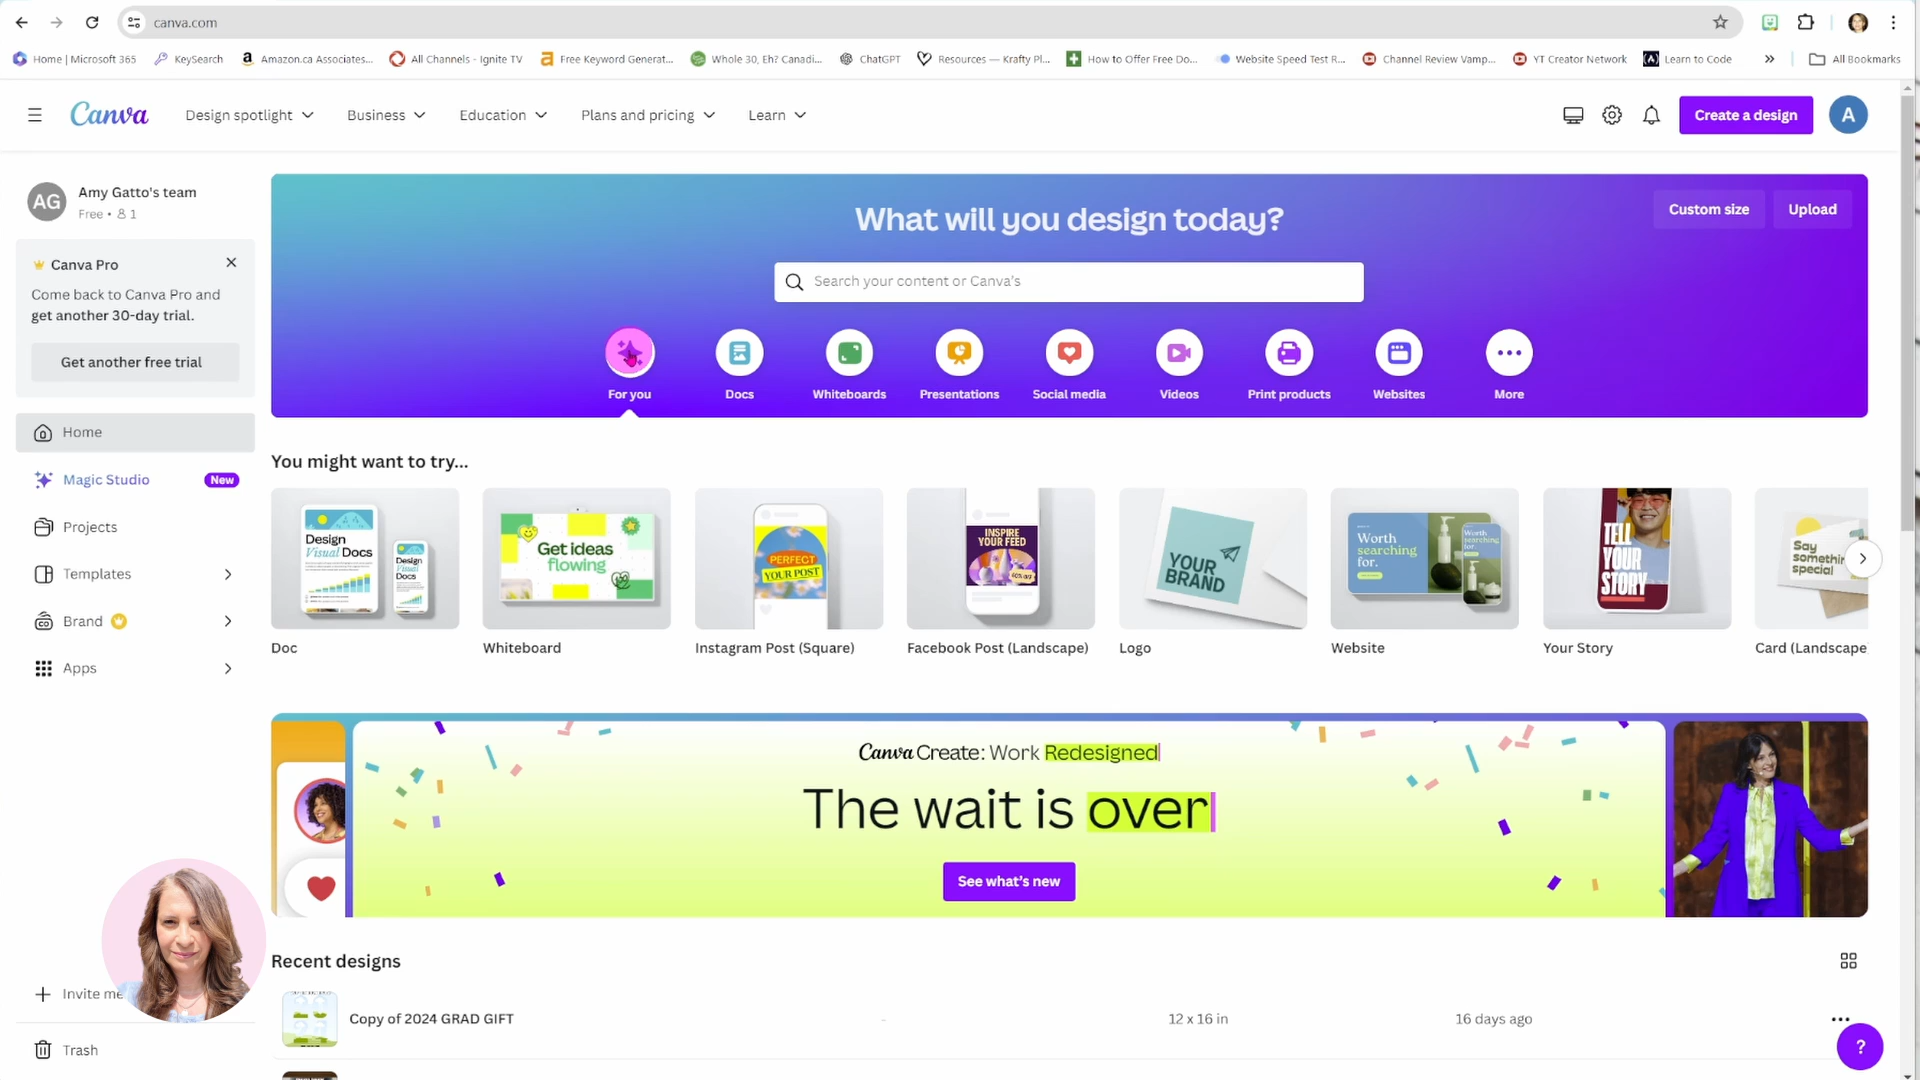 canva.com
Home | Microsoft 365
KeySearch
Amazon.ca Associates...
All Channels - Ignite TV
Free Keyword Generat...
Whole 30, Eh? Canadi...
ChatGPT
Resources — Krafty Pl...
How to Offer Free Do...
Website Speed Test R...
Channel Review Vamp...
YT Creator Network
Learn to Code
»
All Bookmarks
Canva
Design spotlight
Business
Education
Plans and pricing
Learn
Create a design
A
AG
Amy Gatto's team
Free • 1
Canva Pro
Come back to Canva Pro and
get another 30-day trial.
Get another free trial
Home
Magic Studio
New
Projects
Templates
Brand
Apps
Invite me
Trash
What will you design today?
Custom size
Upload
Search your content or Canva's
For you
Docs
Whiteboards
Presentations
Social media
Videos
Print products
Websites
More
You might want to try...
Design
Visual Docs
Design
Visual
Docs
Get ideas
flowing
PERFECT
YOUR POST
INSPIRE
YOUR FEED
YOUR
BRAND
Worth
searching
for.
Worth
searching
for.
TELL
YOUR
STORY
Say
somethin
special
Doc
Whiteboard
Instagram Post (Square)
Facebook Post (Landscape)
Logo
Website
Your Story
Card (Landscape
Canva Create: Work Redesigned
The wait is over
See what's new
Recent designs
Copy of 2024 GRAD GIFT
-
12 x 16 in
16 days ago
?